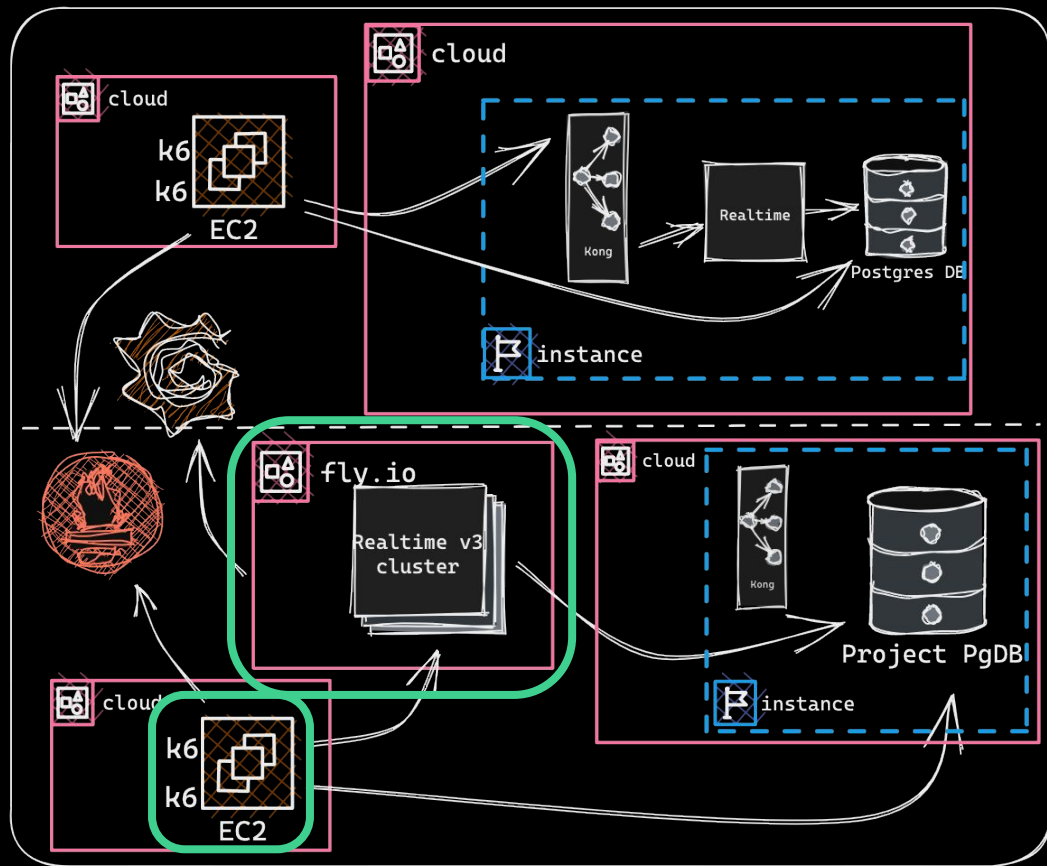 cloud
cloud
k6
k6
EC2
Kong
Realtime
Postgres DB
instance
fly.io
Realtime v3
cluster
cloud
Kong
Project PgDB
instance
cloud
k6
k6
EC2